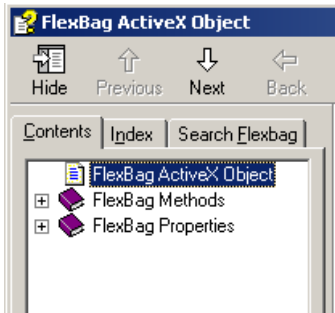 FlexBag ActiveX Object
Hide Previous Next Back
Contents Index Search Flexbag
FlexBag ActiveX Object
FlexBag Methods
FlexBag Properties